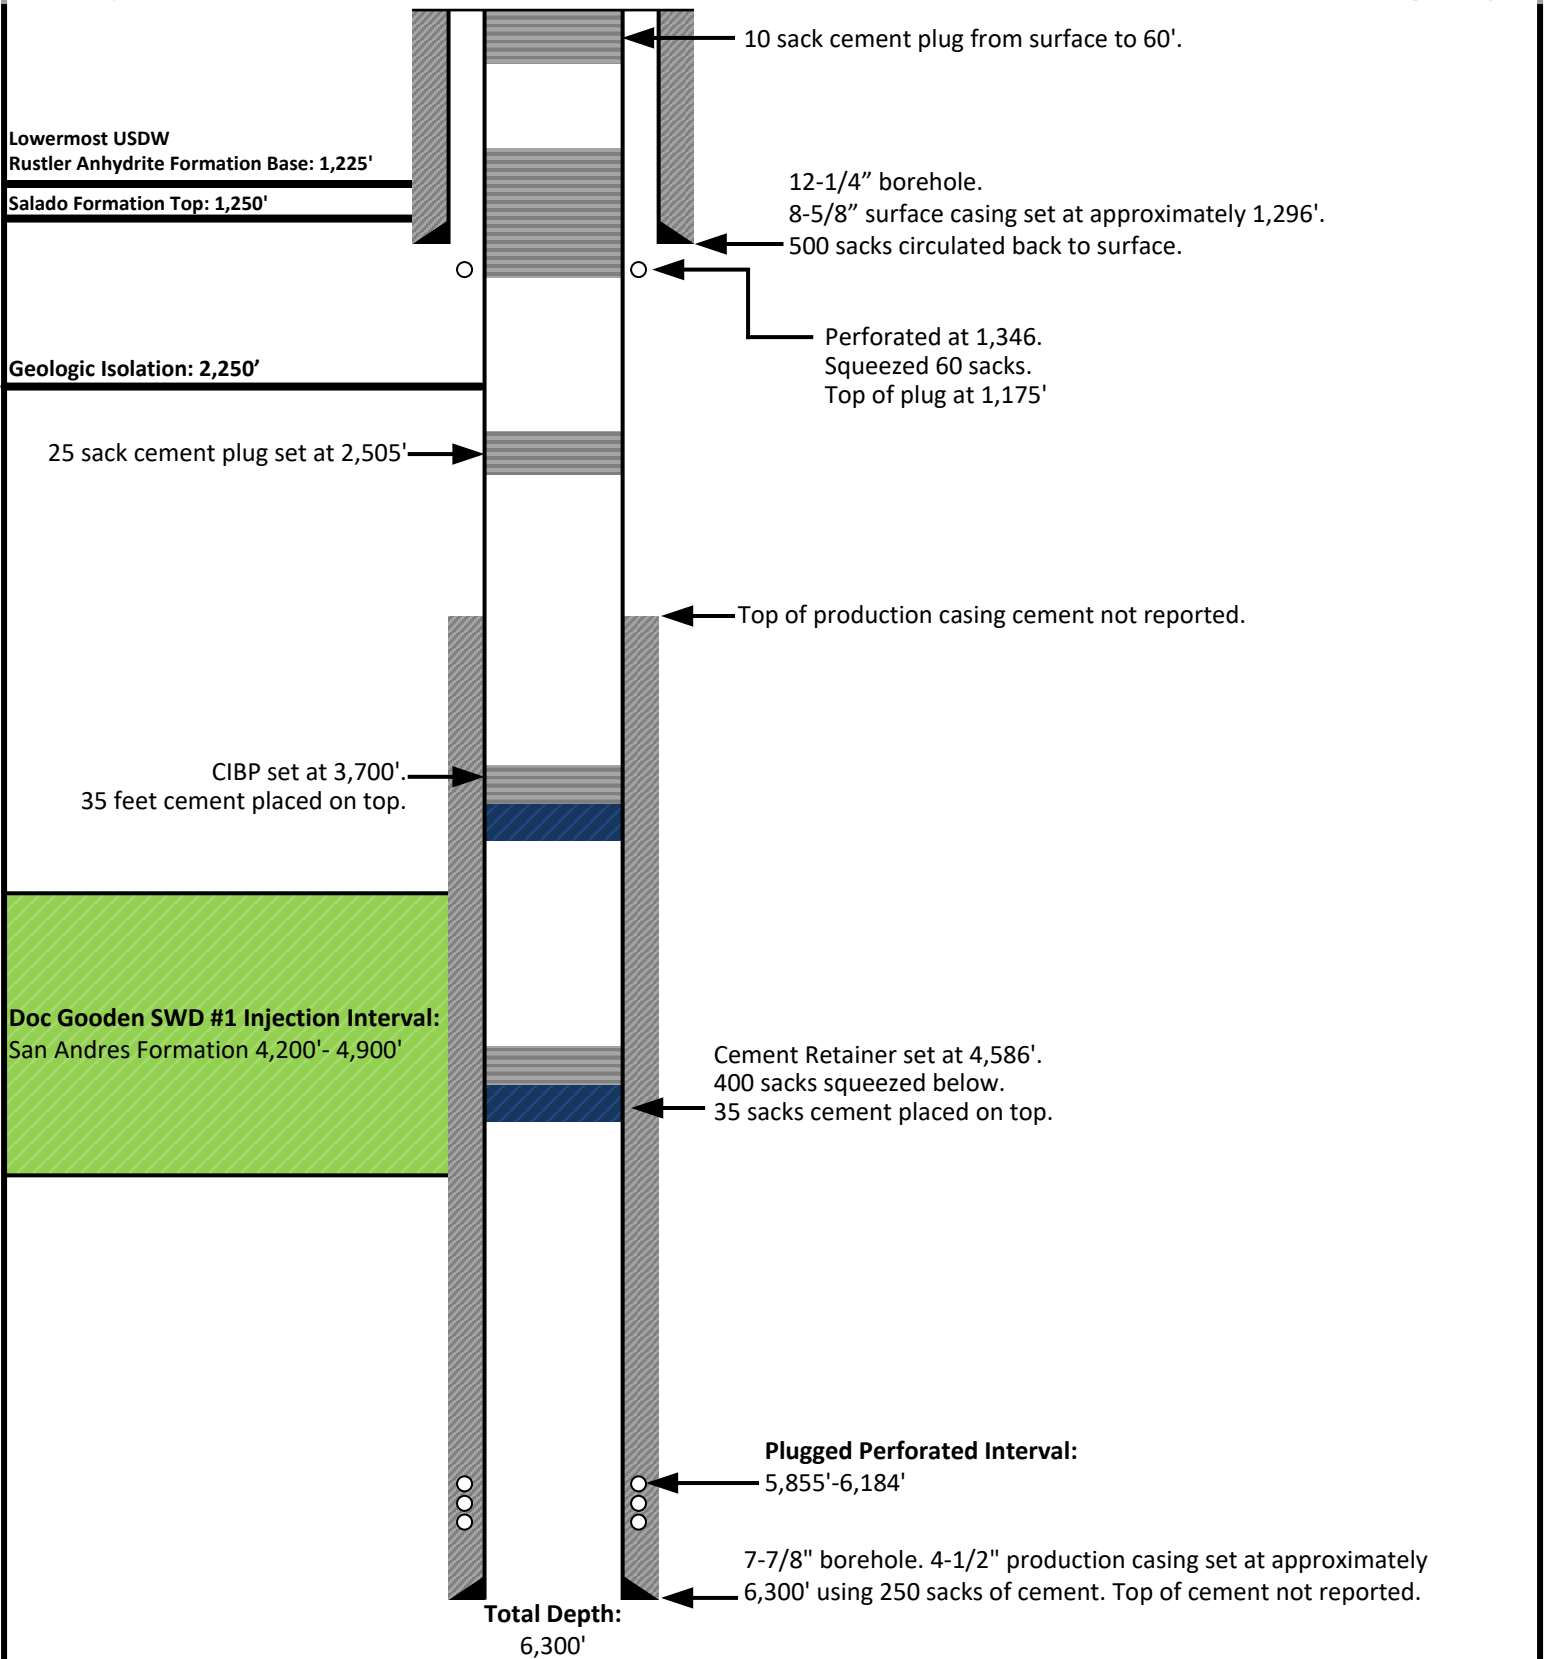 10 sack cement plug from surface to 60'.
Lowermost USDW
Rustler Anhydrite Formation Base: 1,225'
Salado Formation Top: 1,250'
12-1/4” borehole.
8-5/8” surface casing set at approximately 1,296'.
500 sacks circulated back to surface.
Perforated at 1,346.
Squeezed 60 sacks.
Top of plug at 1,175'
Geologic Isolation: 2,250’
25 sack cement plug set at 2,505'
Top of production casing cement not reported.
CIBP set at 3,700'.
35 feet cement placed on top.
Doc Gooden SWD #1 Injection Interval:
San Andres Formation 4,200'- 4,900'
Cement Retainer set at 4,586'.
400 sacks squeezed below.
35 sacks cement placed on top.
Plugged Perforated Interval:
5,855'-6,184'
7-7/8" borehole. 4-1/2" production casing set at approximately
6,300' using 250 sacks of cement. Top of cement not reported.
Total Depth:
6,300'